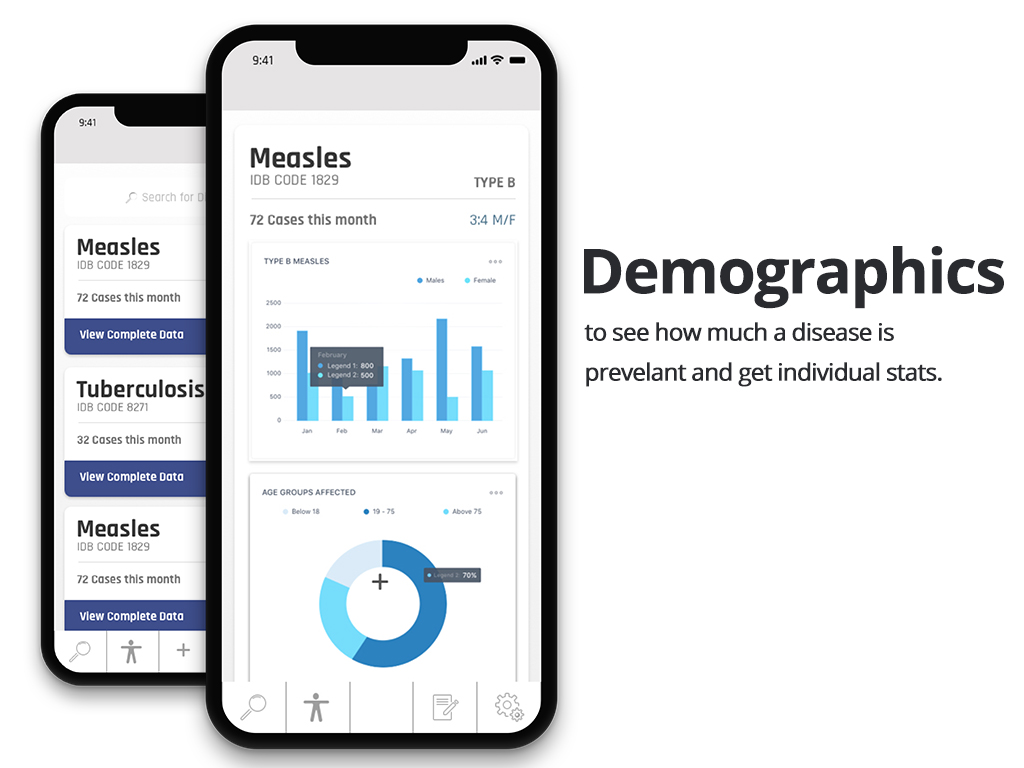 9:41
Search for D
Measles
IDB CODE 1829
72 Cases this month
View Complete Data
Tuberculosis
IDB CODE 8271
32 Cases this month
View Complete Data
Measles
IDB CODE 1829
72 Cases this month
View Complete Data
9:41
Measles
IDB CODE 1829
TYPE B
72 Cases this month
3:4 M/F
TYPE B MEASLES
Males Female
2500
2000
1500
1000
500
0
February
Legend 1: 800
Legend 2: 500
Jan Feb Mar Apr May Jun
AGE GROUPS AFFECTED
Below 18 19 - 75 Above 75
Legend 2: 70%
Demographics
to see how much a disease is
prevelant and get individual stats.